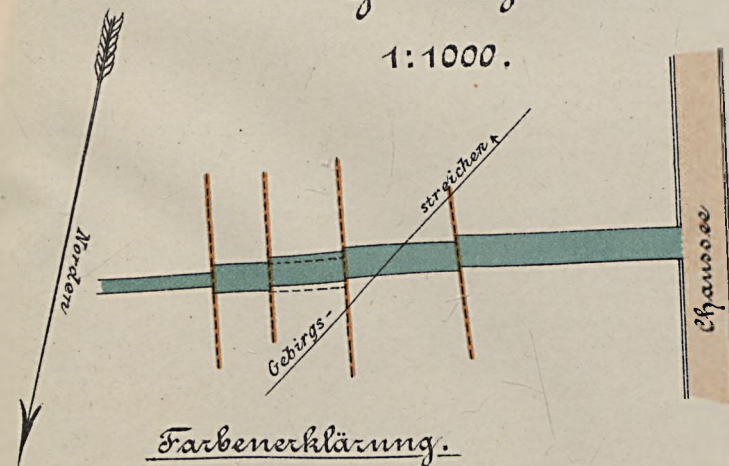 1:1000.
Norden
Gebirgs-
streichen
Chaussee
Farbenerklärung.